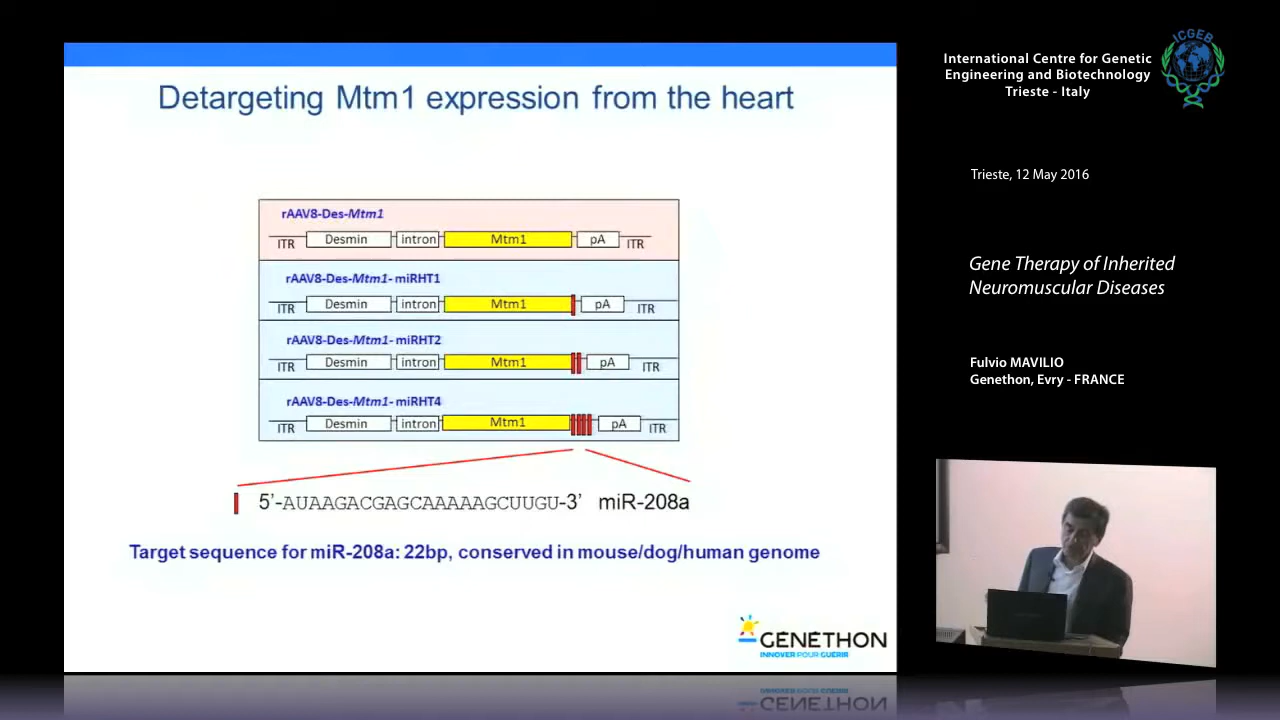 Detargeting Mtm1 expression from the heart
rAAV8-Des-Mtm1
ITR Desmin intron Mtm1 pA ITR
rAAV8-Des-Mtm1- miRHT1
ITR Desmin intron Mtm1 pA ITR
rAAV8-Des-Mtm1- miRHT2
ITR Desmin intron Mtm1 pA ITR
rAAV8-Des-Mtm1- miRHT4
ITR Desmin intron Mtm1 pA ITR
5’-AUAAGACGAGCAAAAAGCUUGU-3’ miR-208a
Target sequence for miR-208a: 22bp, conserved in mouse/dog/human genome
GENETHON
INNOVER POUR GUÉRIR
International Centre for Genetic
Engineering and Biotechnology
Trieste - Italy
ICGEB
Trieste, 12 May 2016
Gene Therapy of Inherited
Neuromuscular Diseases
Fulvio MAVILIO
Genethon, Evry - FRANCE